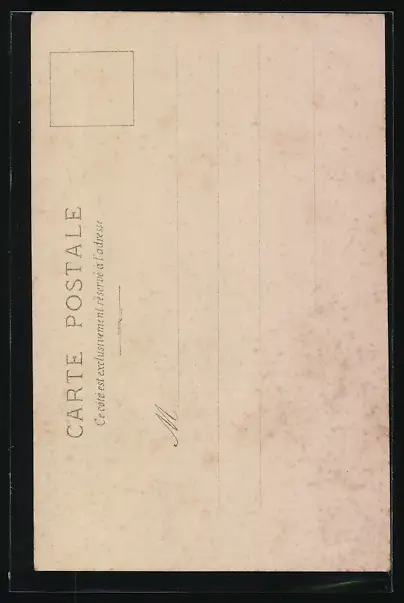 CARTE POSTALE
Ce côté est exclusivement réservé à l'adresse
M